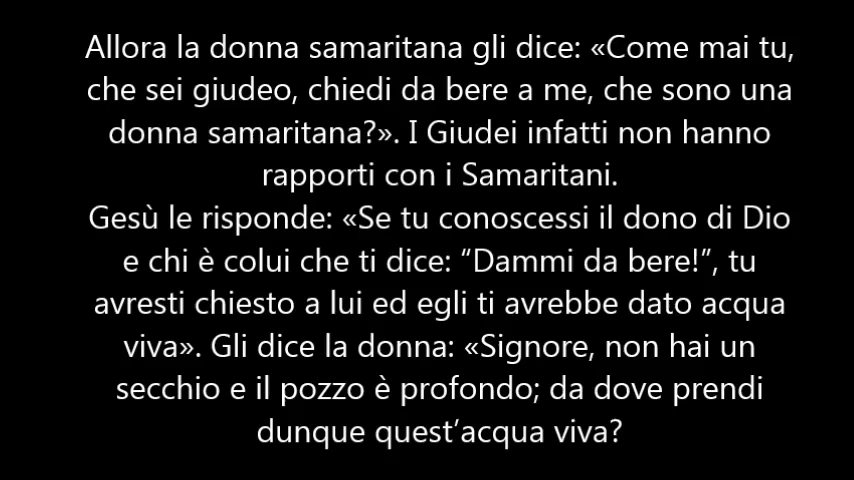 Allora la donna samaritana gli dice: «Come mai tu,
che sei giudeo, chiedi da bere a me, che sono una
donna samaritana?». I Giudei infatti non hanno
rapporti con i Samaritani.
Gesù le risponde: «Se tu conoscessi il dono di Dio
e chi è colui che ti dice: “Dammi da bere!”, tu
avresti chiesto a lui ed egli ti avrebbe dato acqua
viva». Gli dice la donna: «Signore, non hai un
secchio e il pozzo è profondo; da dove prendi
dunque quest’acqua viva?